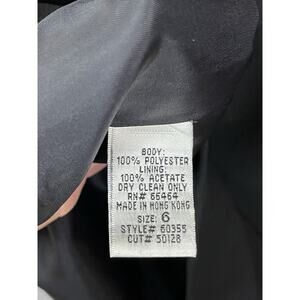 BODY:
100% POLYESTER
LINING:
100% ACETATE
DRY CLEAN ONLY
RN# 65464
MADE IN HONG KONG
SIZE: 6
STYLE# 60355
CUT# 50128